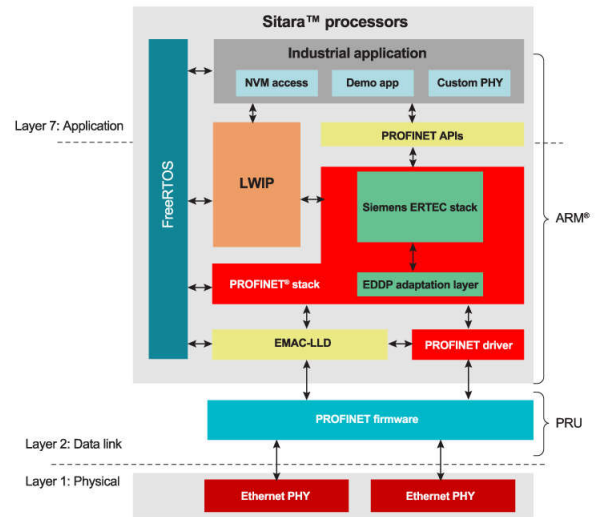 Sitara™ processors
Industrial application
NVM access
Demo app
Custom PHY
Layer 7: Application
PROFINET APIs
LWIP
FreeRTOS
Siemens ERTEC stack
ARM®
PROFINET® stack
EDDP adaptation layer
EMAC-LLD
PROFINET driver
PROFINET firmware
PRU
Layer 2: Data link
Layer 1: Physical
Ethernet PHY
Ethernet PHY